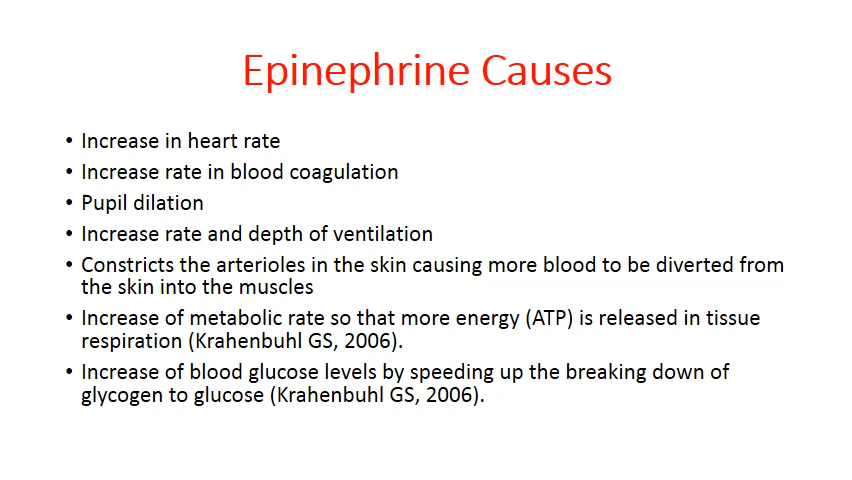 Epinephrine Causes
• Increase in heart rate
• Increase rate in blood coagulation
• Pupil dilation
• Increase rate and depth of ventilation
• Constricts the arterioles in the skin causing more blood to be diverted from
the skin into the muscles
• Increase of metabolic rate so that more energy (ATP) is released in tissue
respiration (Krahenbuhl GS, 2006).
• Increase of blood glucose levels by speeding up the breaking down of
glycogen to glucose (Krahenbuhl GS, 2006).